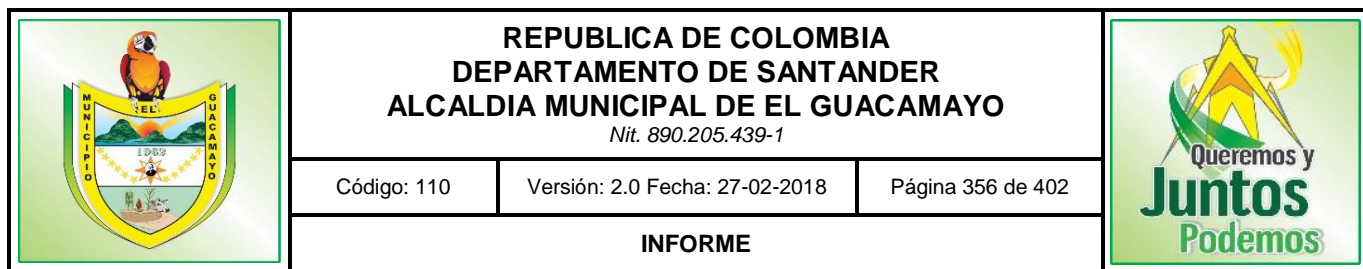 MUNICIPIO
EL
GUACAMAYO
1963
REPUBLICA DE COLOMBIA
DEPARTAMENTO DE SANTANDER
ALCALDIA MUNICIPAL DE EL GUACAMAYO
Nit. 890.205.439-1
Código: 110
Versión: 2.0 Fecha: 27-02-2018
Página 356 de 402
INFORME
Queremos y
Juntos
Podemos